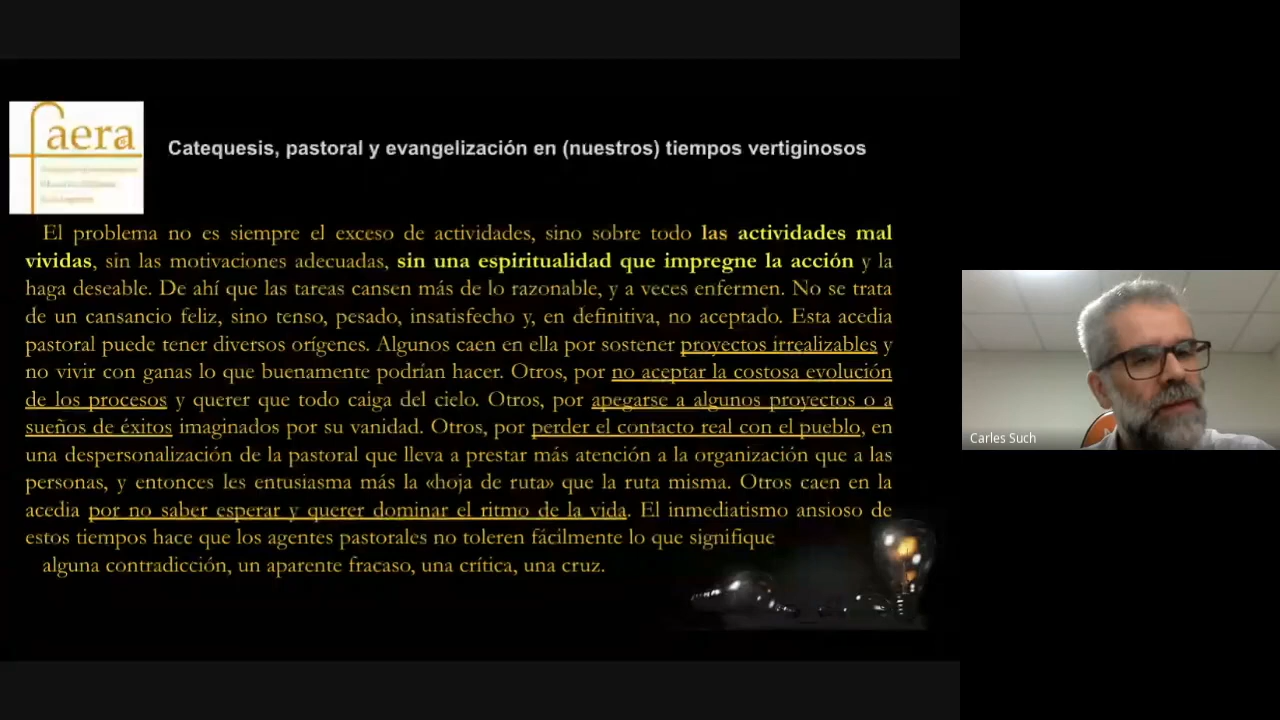 faera
Catequesis, pastoral y evangelización en (nuestros) tiempos vertiginosos
El problema no es siempre el exceso de actividades, sino sobre todo las actividades mal
vividas, sin las motivaciones adecuadas, sin una espiritualidad que impregne la acción y la
haga deseable. De ahí que las tareas cansen más de lo razonable, y a veces enfermen. No se trata
de un cansancio feliz, sino tenso, pesado, insatisfecho y, en definitiva, no aceptado. Esta acedia
pastoral puede tener diversos orígenes. Algunos caen en ella por sostener proyectos irrealizables y
no vivir con ganas lo que buenamente podrían hacer. Otros, por no aceptar la costosa evolución
de los procesos y querer que todo caiga del cielo. Otros, por apegarse a algunos proyectos o a
sueños de éxitos imaginados por su vanidad. Otros, por perder el contacto real con el pueblo, en
una despersonalización de la pastoral que lleva a prestar más atención a la organización que a las
personas, y entonces les entusiasma más la «hoja de ruta» que la ruta misma. Otros caen en la
acedia por no saber esperar y querer dominar el ritmo de la vida. El inmediatismo ansioso de
estos tiempos hace que los agentes pastorales no toleren fácilmente lo que signifique
alguna contradicción, un aparente fracaso, una crítica, una cruz.
Carles Such